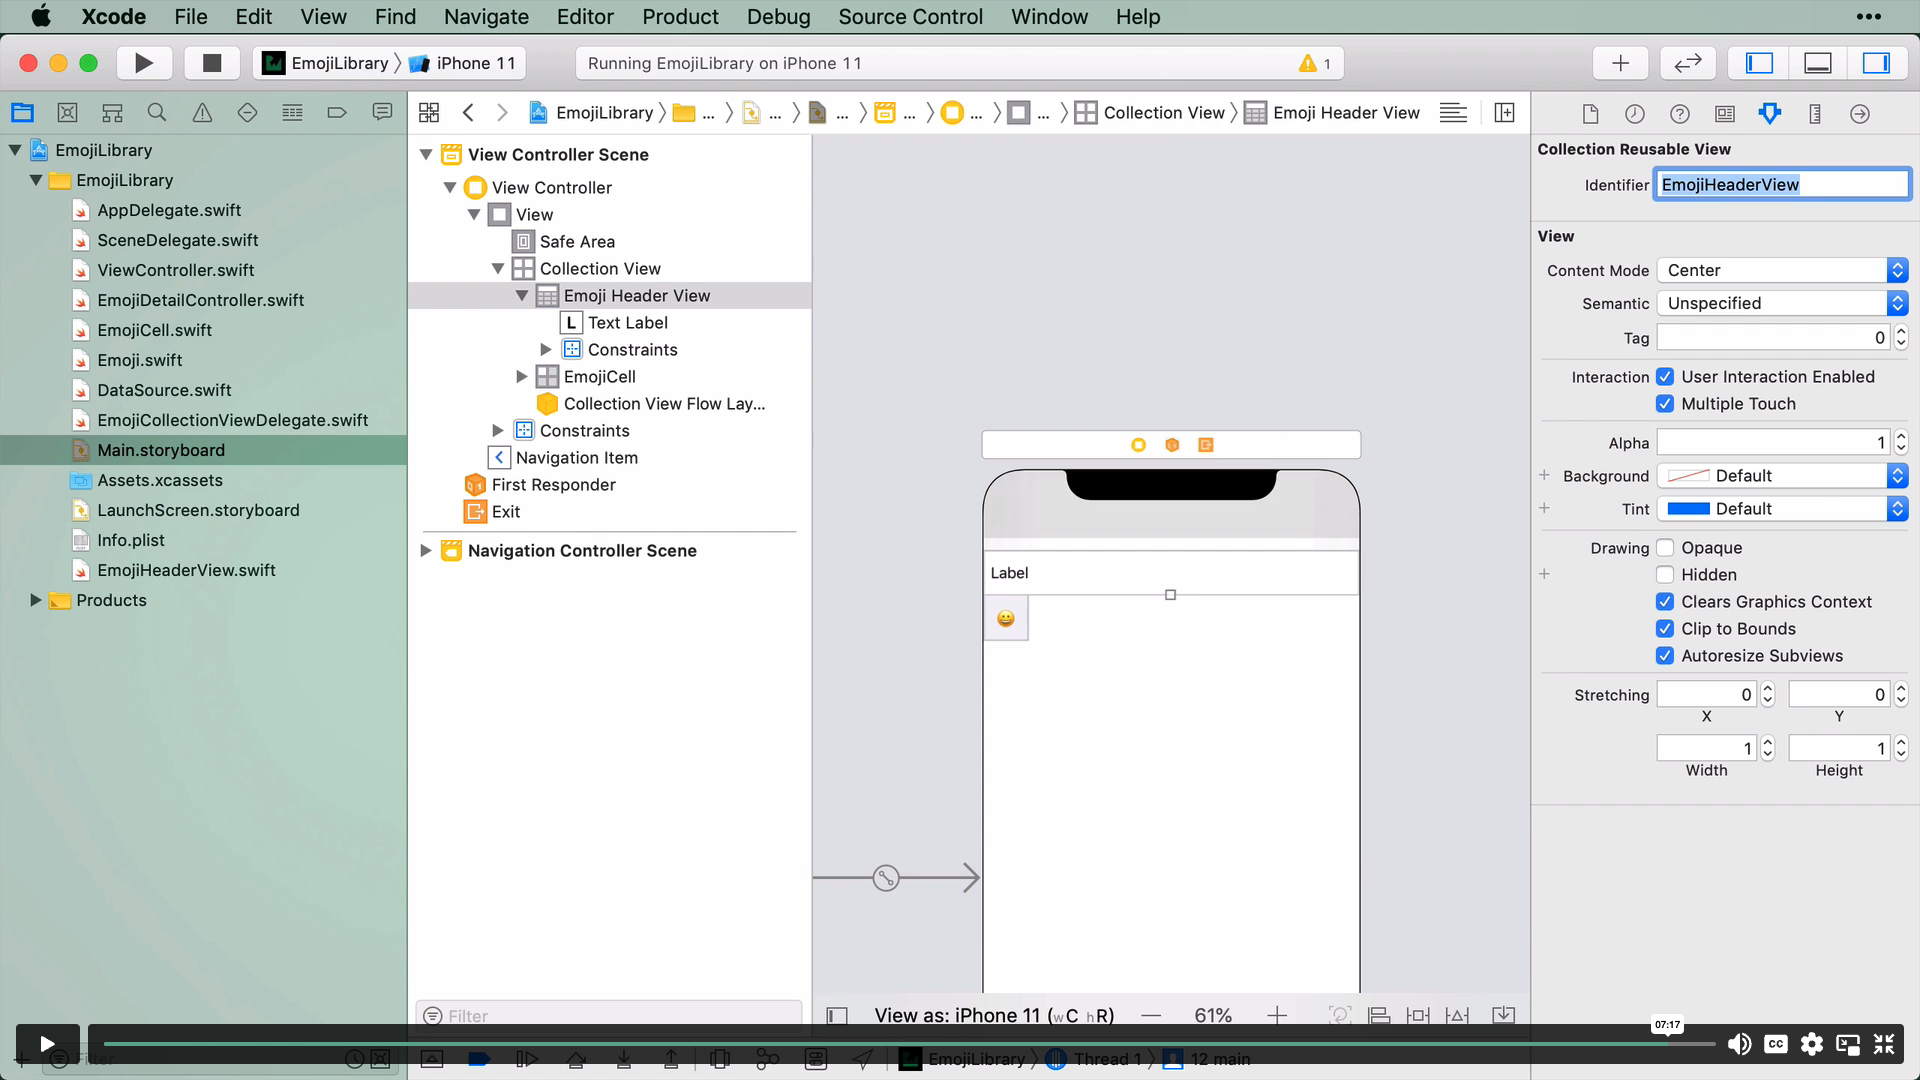 Xcode File Edit View Find Navigate Editor Product Debug Source Control Window Help •••
EmojiLibrary 〉 iPhone 11
Running EmojiLibrary on iPhone 11
1
EmojiLibrary 〉 ... 〉 ... 〉 ... 〉 ... 〉 ... 〉 ... 〉 Collection View 〉 Emoji Header View
EmojiLibrary
EmojiLibrary
AppDelegate.swift
SceneDelegate.swift
ViewController.swift
EmojiDetailController.swift
EmojiCell.swift
Emoji.swift
DataSource.swift
EmojiCollectionViewDelegate.swift
Main.storyboard
Assets.xcassets
LaunchScreen.storyboard
Info.plist
EmojiHeaderView.swift
Products
View Controller Scene
View Controller
View
Safe Area
Collection View
Emoji Header View
L Text Label
Constraints
EmojiCell
Collection View Flow Lay...
Constraints
Navigation Item
First Responder
Exit
Navigation Controller Scene
Filter
Label
View as: iPhone 11 (wC hR) — 61% +
Collection Reusable View
Identifier EmojiHeaderView
View
Content Mode Center
Semantic Unspecified
Tag 0
Interaction User Interaction Enabled
Multiple Touch
Alpha 1
+ Background Default
+ Tint Default
Drawing Opaque
+ Hidden
Clears Graphics Context
Clip to Bounds
Autoresize Subviews
Stretching 0 0
X Y
1 1
Width Height
07:17
CC
Filter
EmojiLibrary 〉 Thread 1 〉 12 main